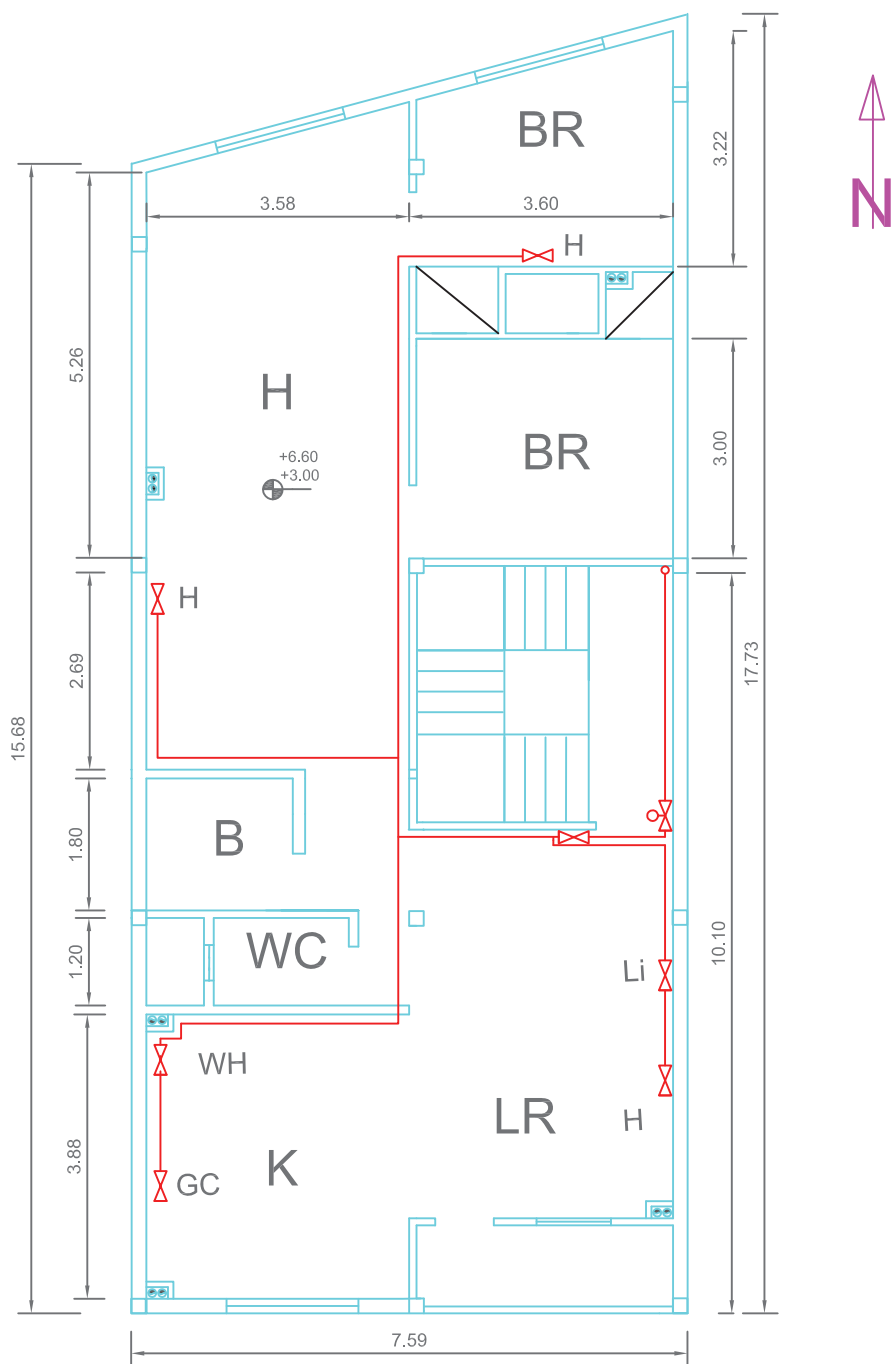 BR
N
3.22
3.58
3.60
H
5.26
H
+6.60
+3.00
BR
3.00
H
2.69
17.73
15.68
B
1.80
WC
1.20
10.10
Li
WH
H
LR
K
3.88
GC
7.59